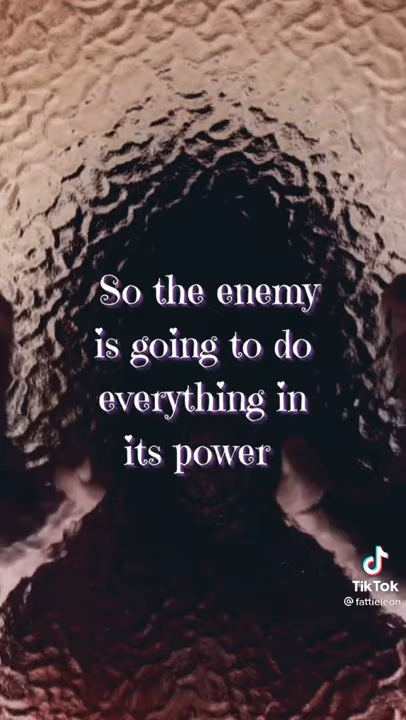 So the enemy
is going to do
everything in
its power
TikTok
@fattieleon